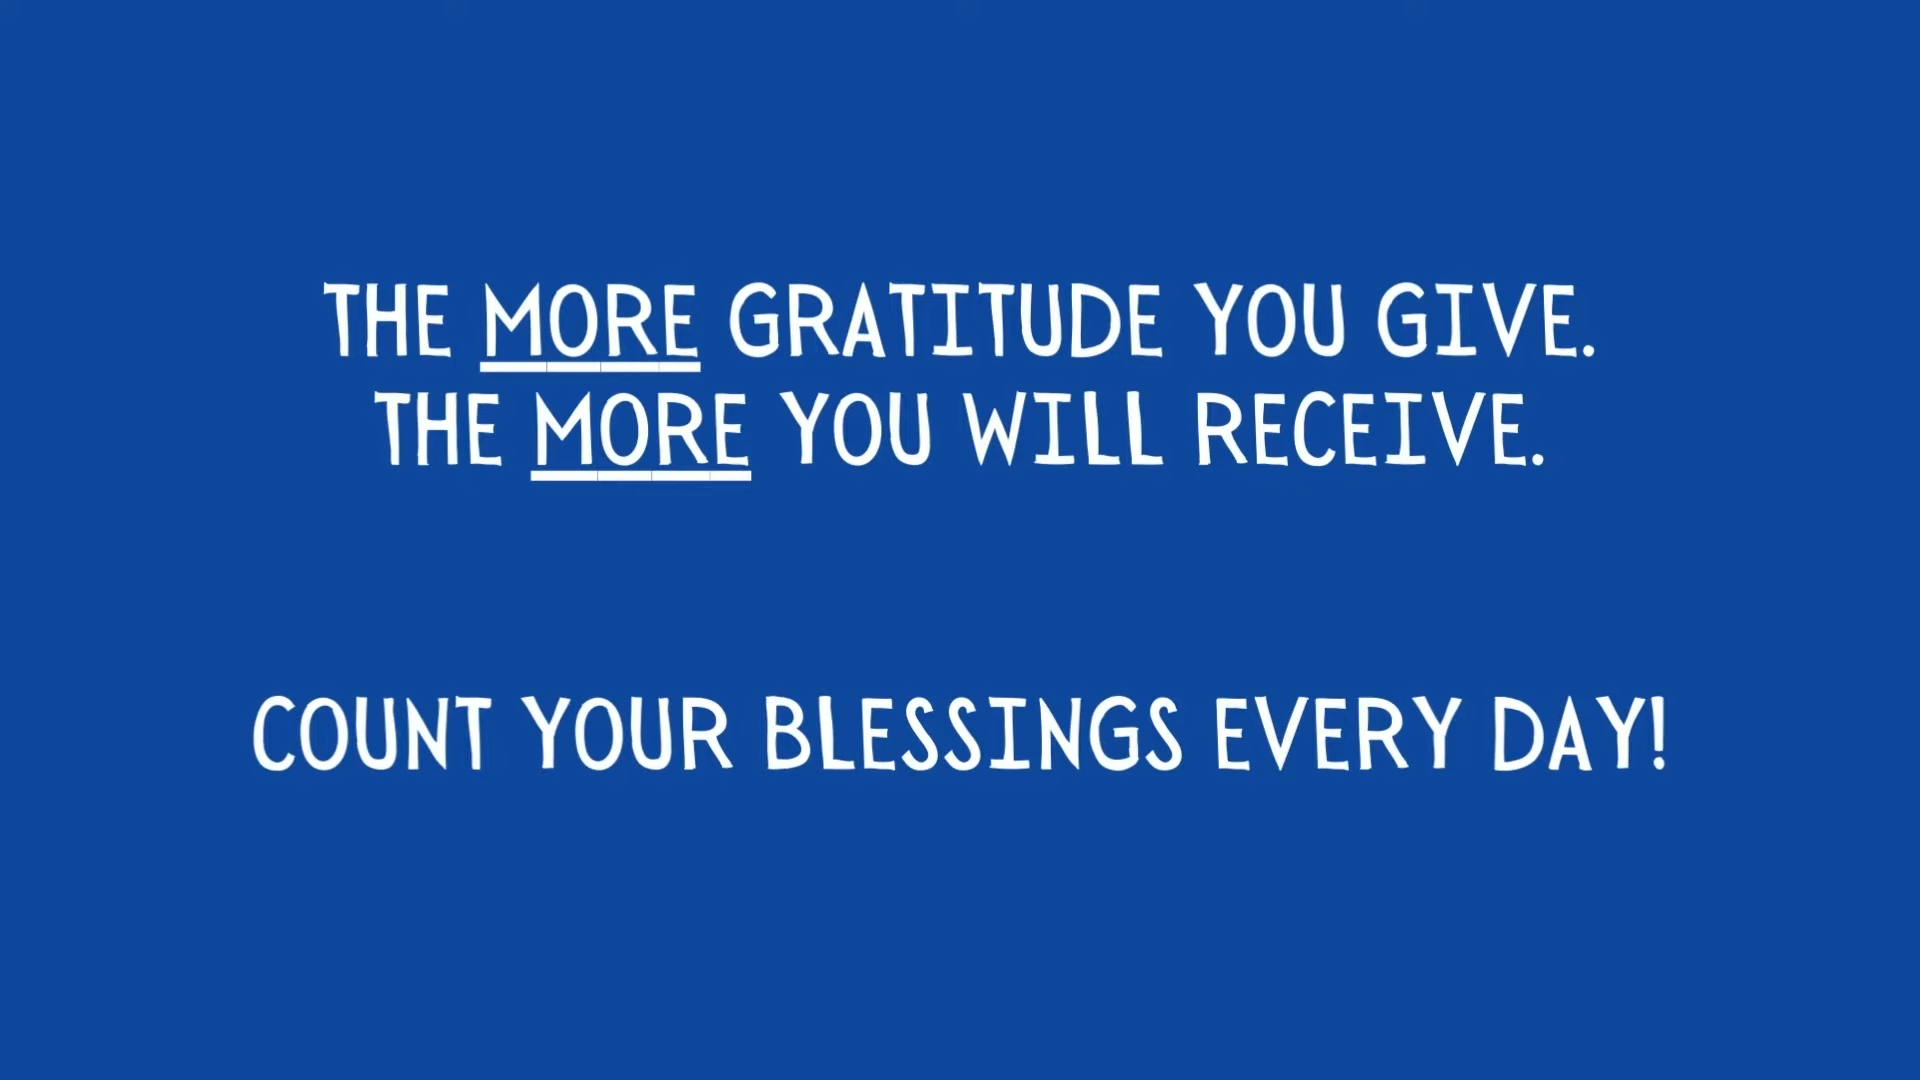 THE MORE GRATITUDE YOU GIVE.
THE MORE YOU WILL RECEIVE.
COUNT YOUR BLESSINGS EVERY DAY!